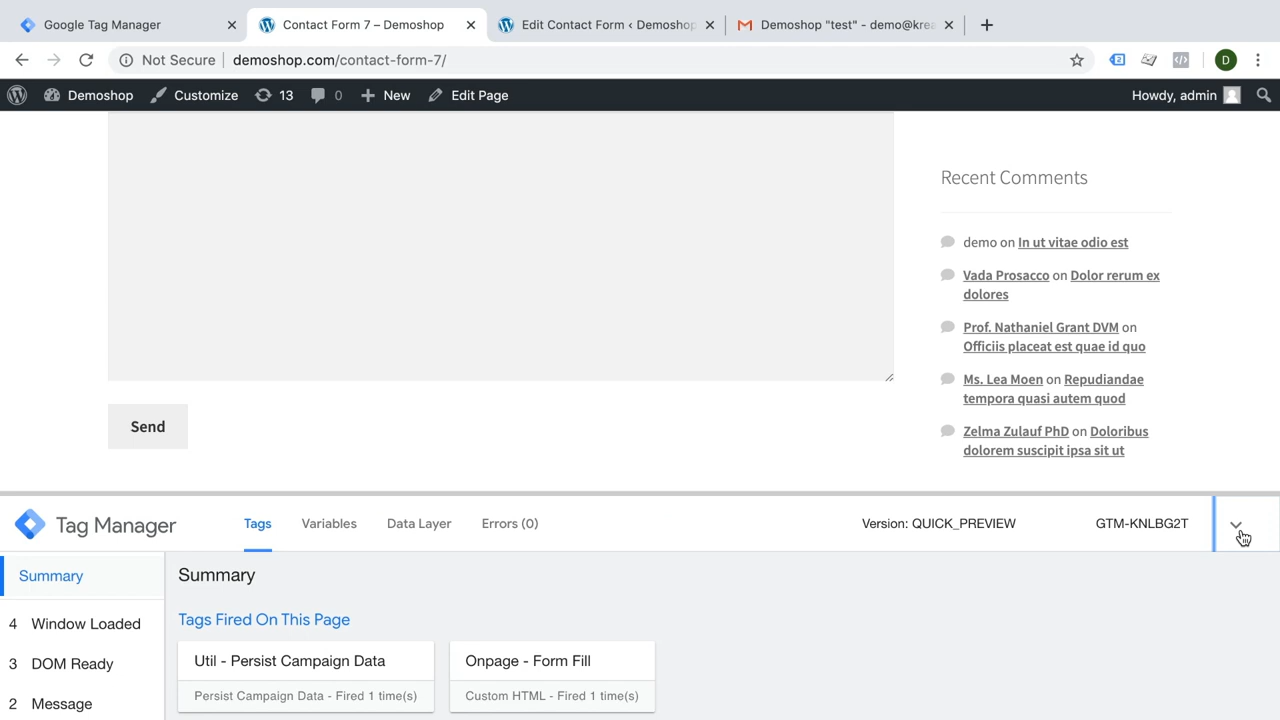 Google Tag Manager
Contact Form 7 – Demoshop
Edit Contact Form ‹ Demoshop
Demoshop "test" - demo@krea
Not Secure
demoshop.com/contact-form-7/
D
Demoshop
Customize
13
0
New
Edit Page
Howdy, admin
Recent Comments
demo on In ut vitae odio est
Vada Prosacco on Dolor rerum ex
dolores
Prof. Nathaniel Grant DVM on
Officiis placeat est quae id quo
Ms. Lea Moen on Repudiandae
tempora quasi autem quod
Zelma Zulauf PhD on Doloribus
dolorem suscipit ipsa sit ut
Send
Tag Manager
Tags
Variables
Data Layer
Errors (0)
Version: QUICK_PREVIEW
GTM-KNLBG2T
Summary
4 Window Loaded
3 DOM Ready
2 Message
Summary
Tags Fired On This Page
Util - Persist Campaign Data
Persist Campaign Data - Fired 1 time(s)
Onpage - Form Fill
Custom HTML - Fired 1 time(s)